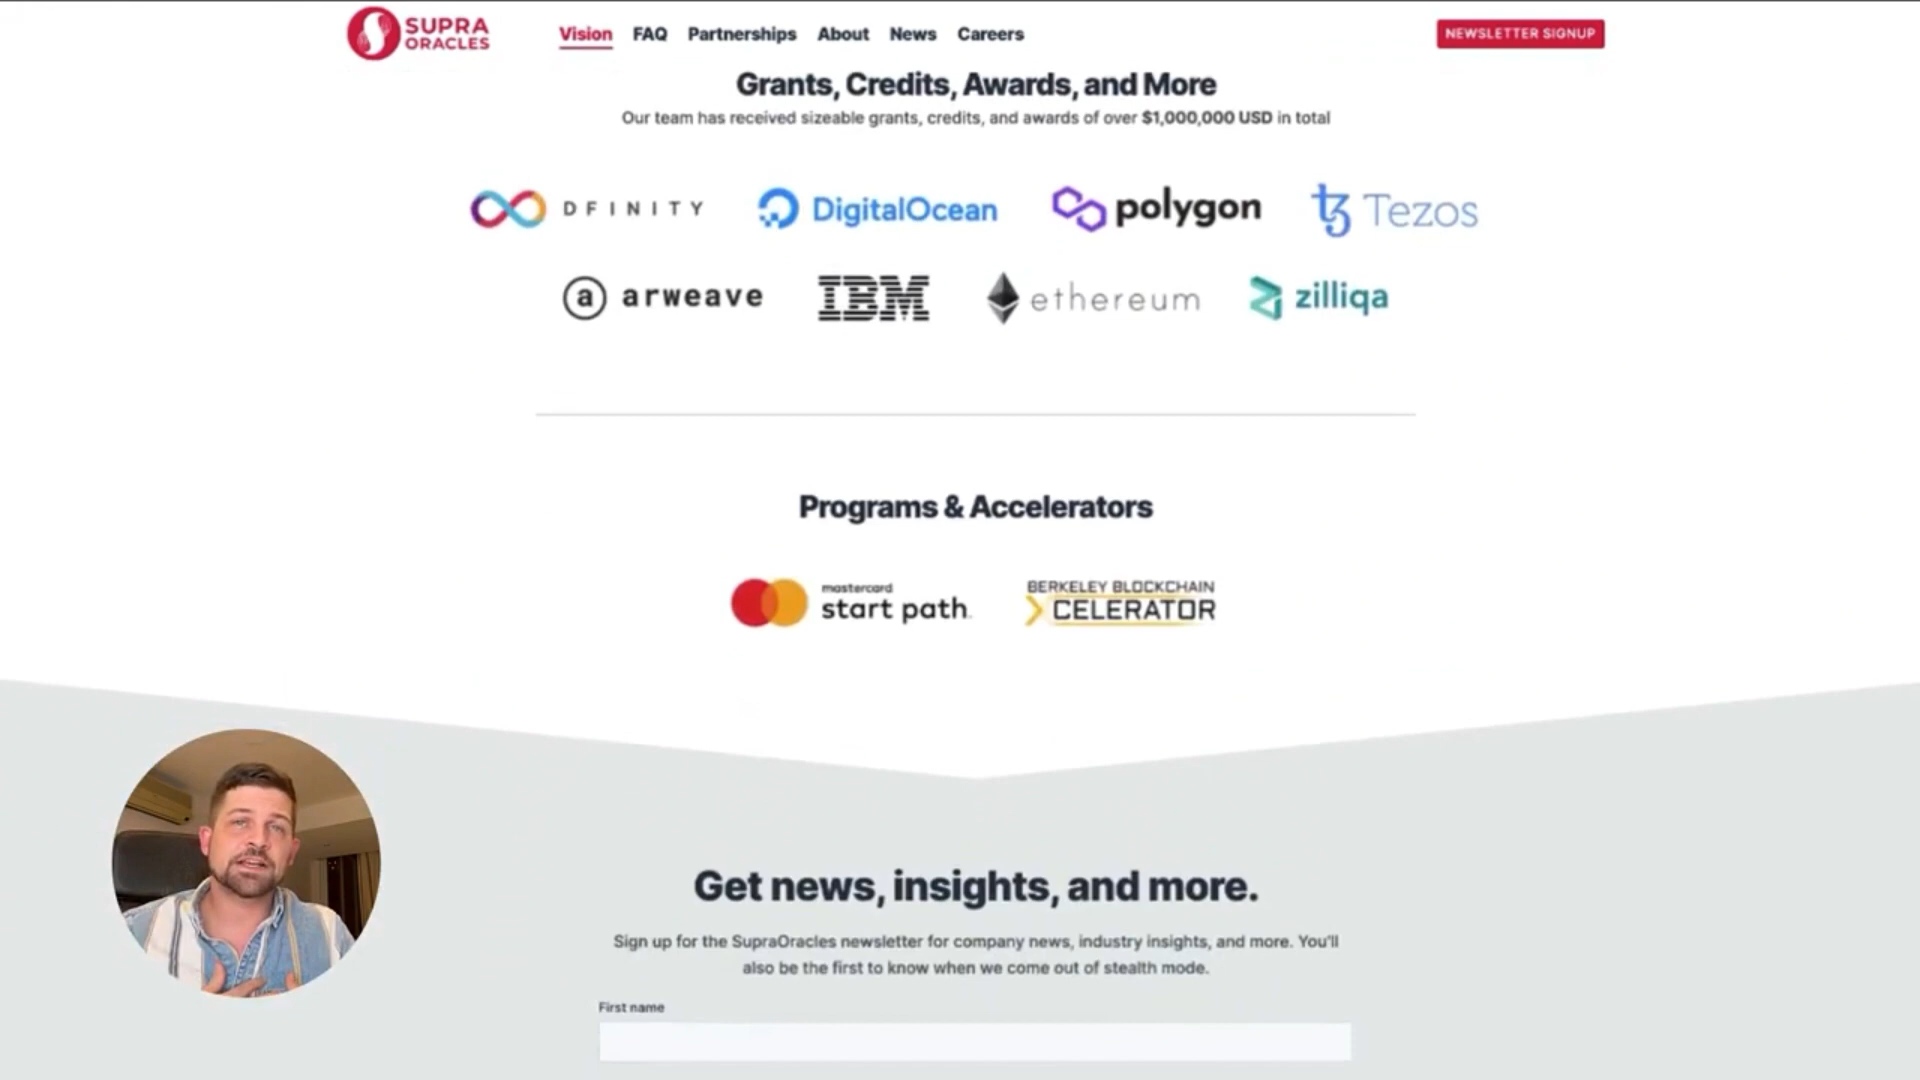 SUPRA
ORACLES
Vision FAQ Partnerships About News Careers
NEWSLETTER SIGNUP
Grants, Credits, Awards, and More
Our team has received sizeable grants, credits, and awards of over $1,000,000 USD in total
DFINITY DigitalOcean polygon Tezos
a arweave IBM ethereum zilliqa
Programs & Accelerators
mastercard
start path
BERKELEY BLOCKCHAIN
XCELERATOR
Get news, insights, and more.
Sign up for the SupraOracles newsletter for company news, industry insights, and more. You'll
also be the first to know when we come out of stealth mode.
First name